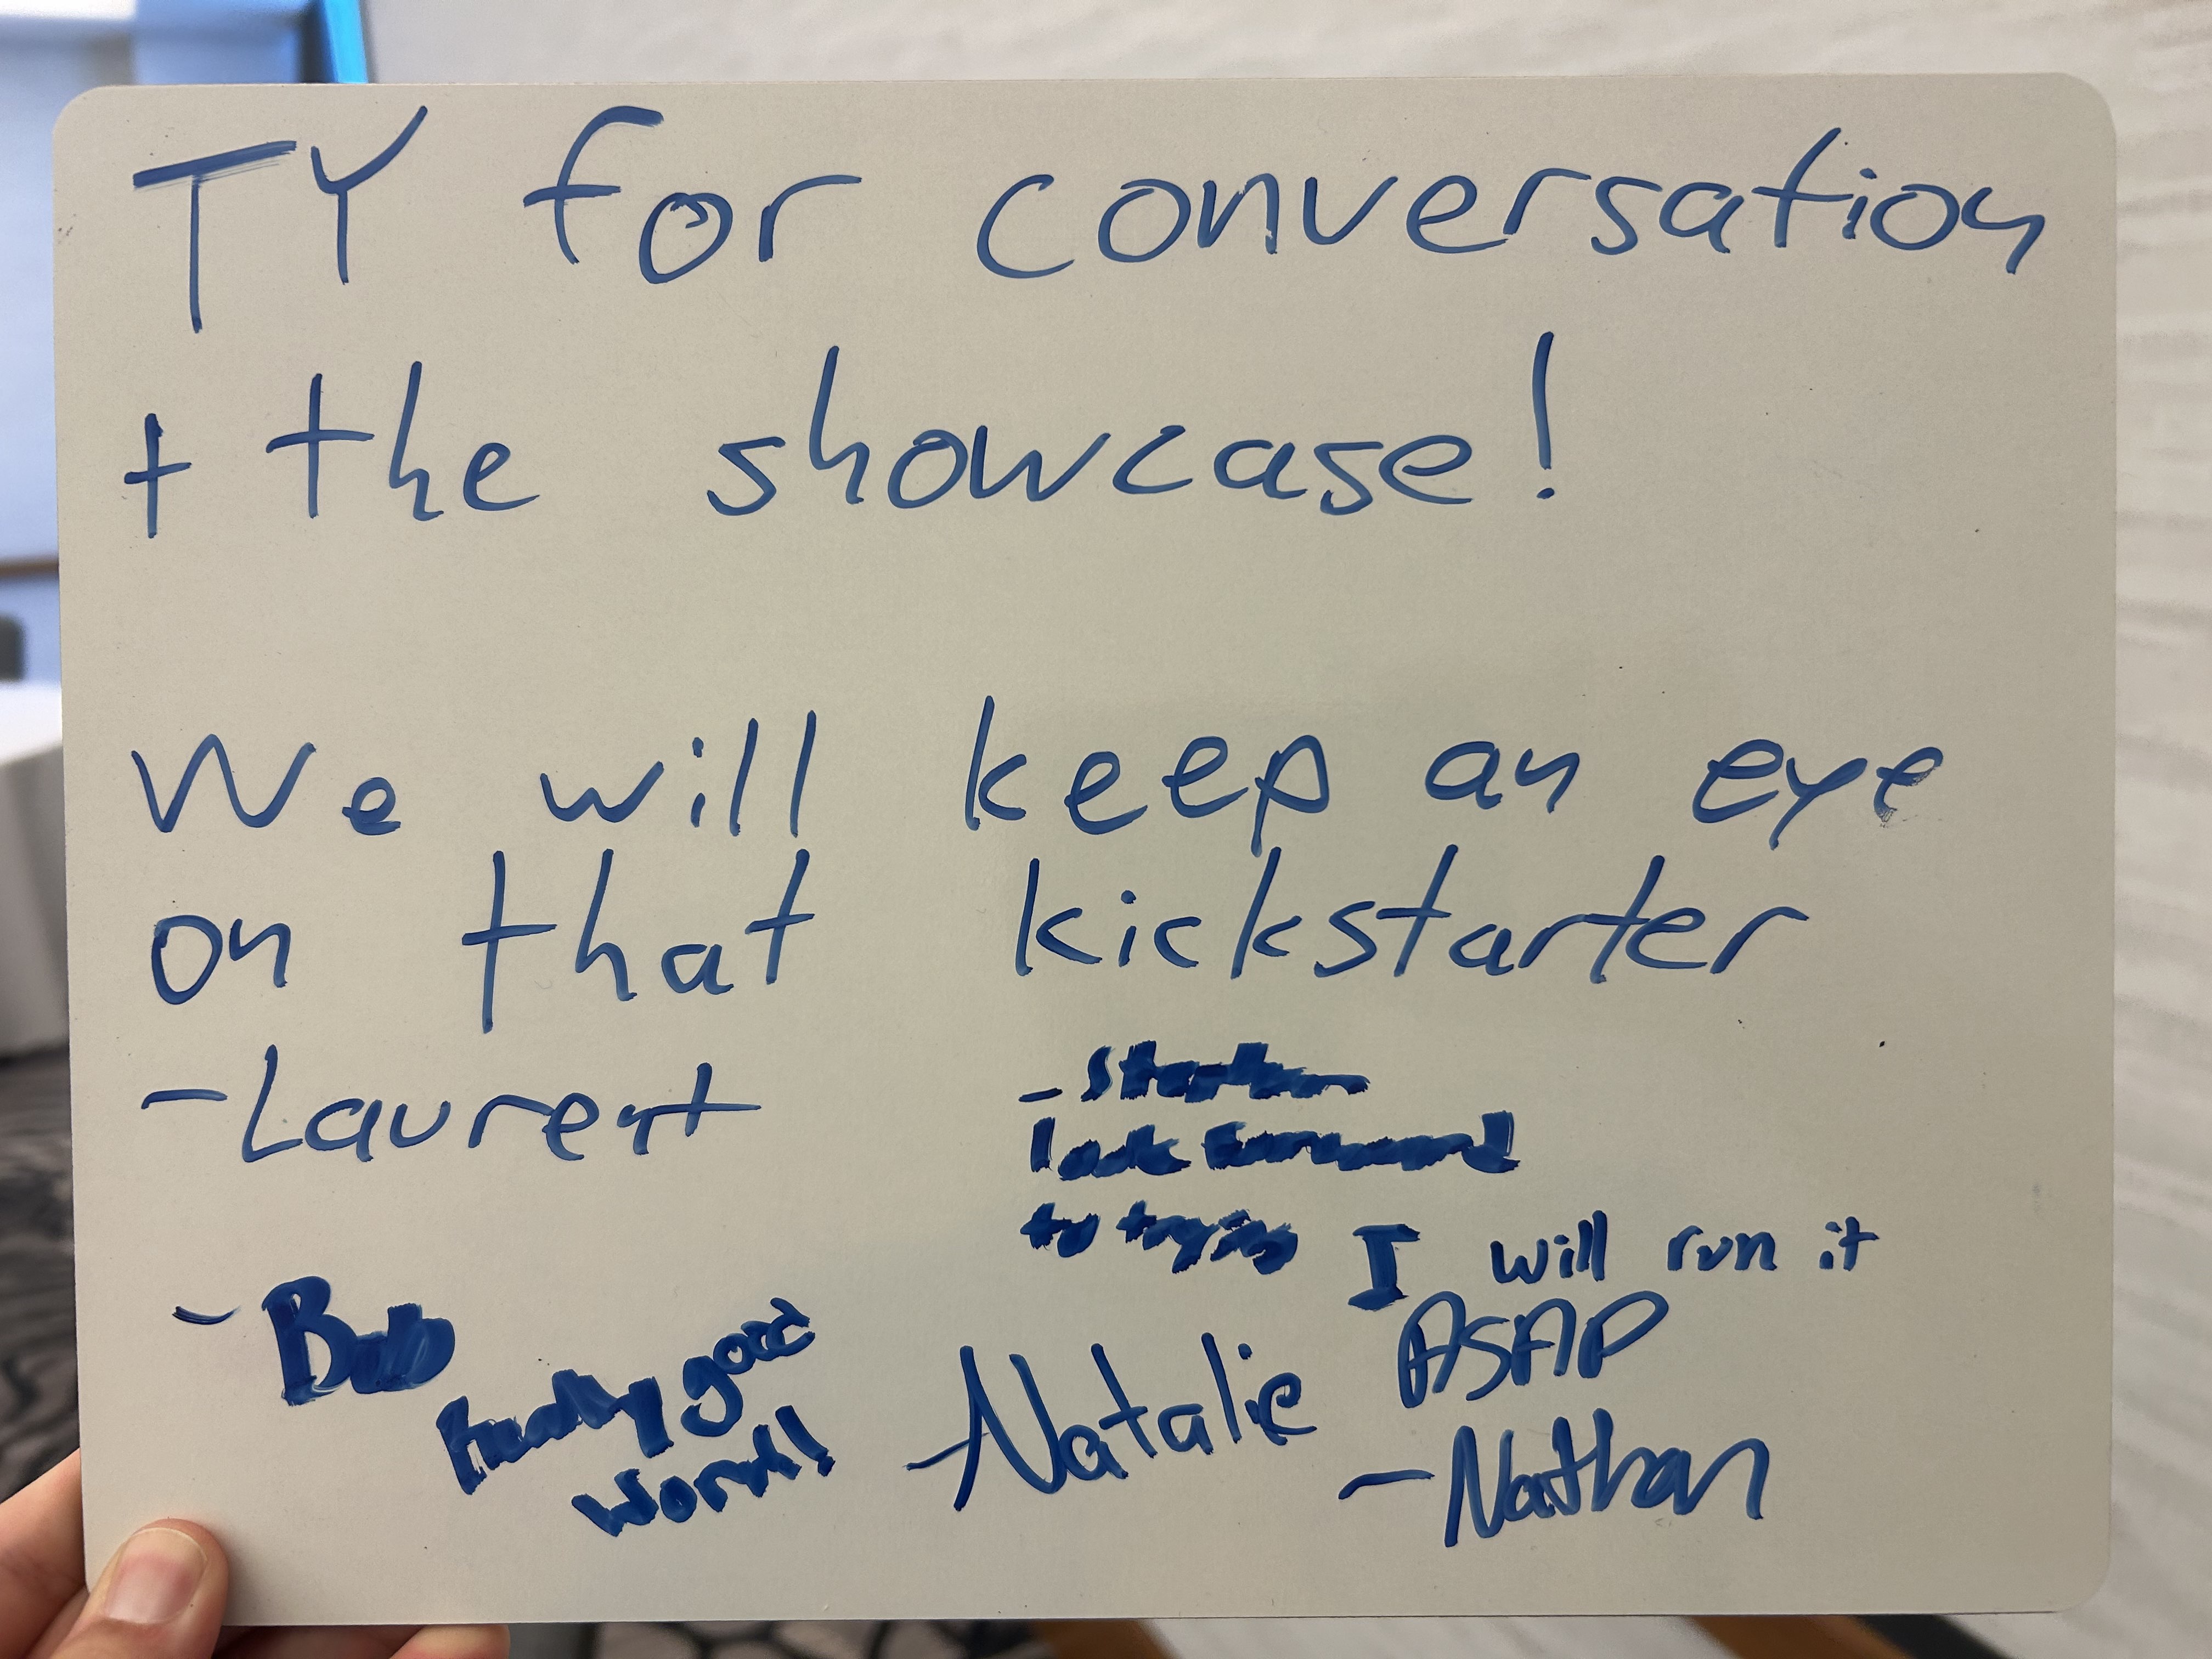 TY for conversation
+ the showcase!
We will keep an eye
on that kickstarter
-Laurent
look forward
to trying
I will run it
ASAP
-Nathan
-Natalie
-Bob
Really good
work!